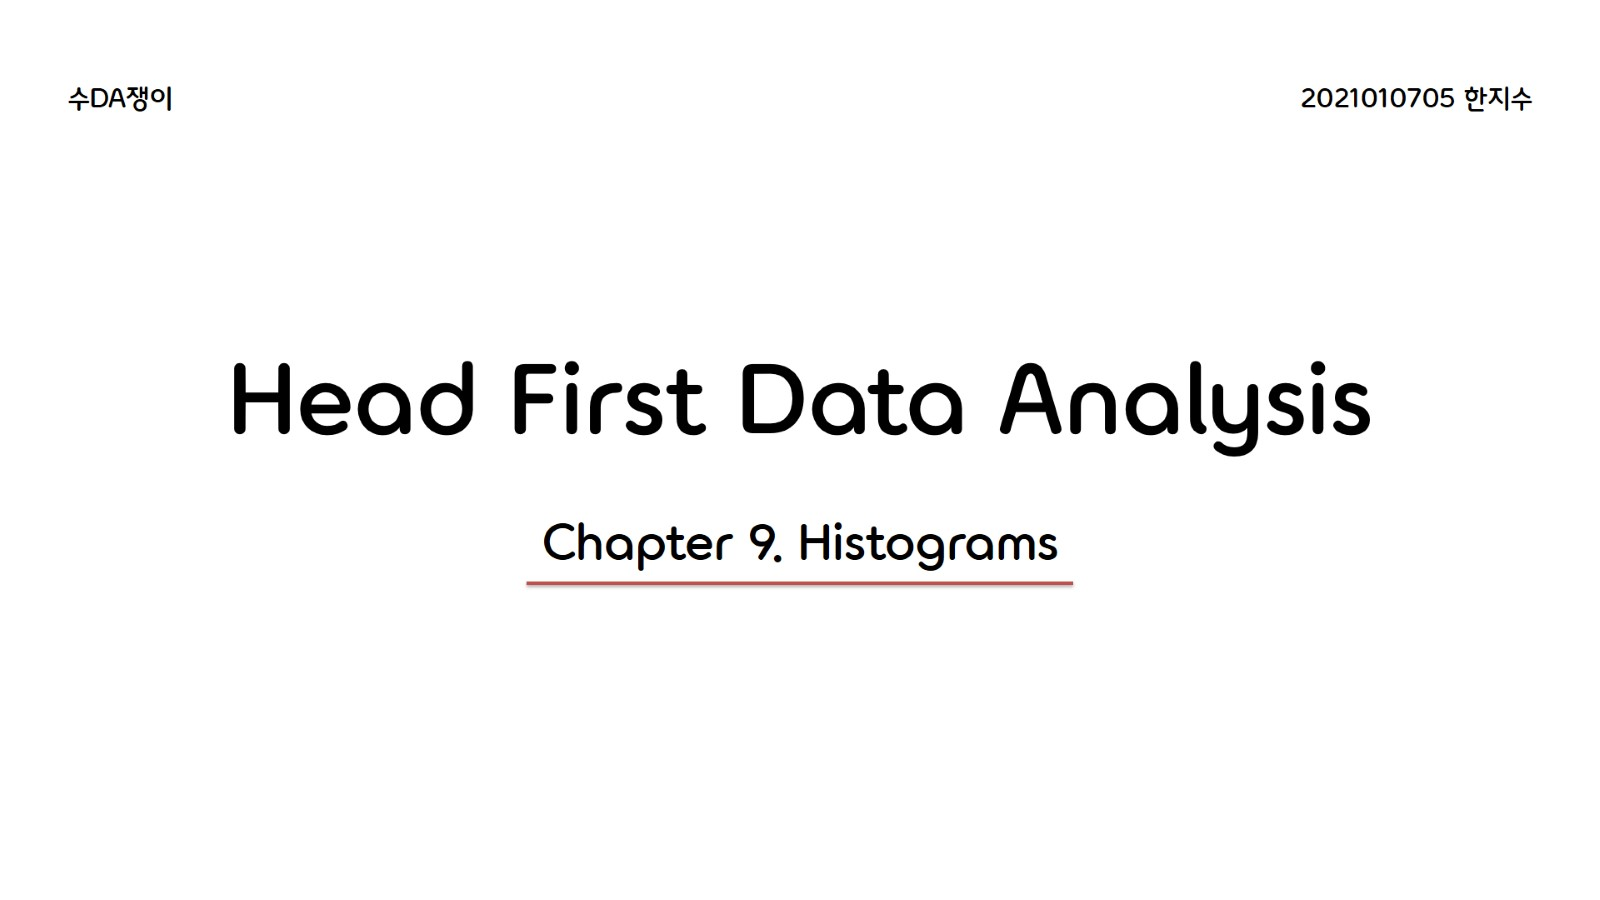 수DA쟁이
2021010705 한지수
Head First Data Analysis
Chapter 9. Histograms